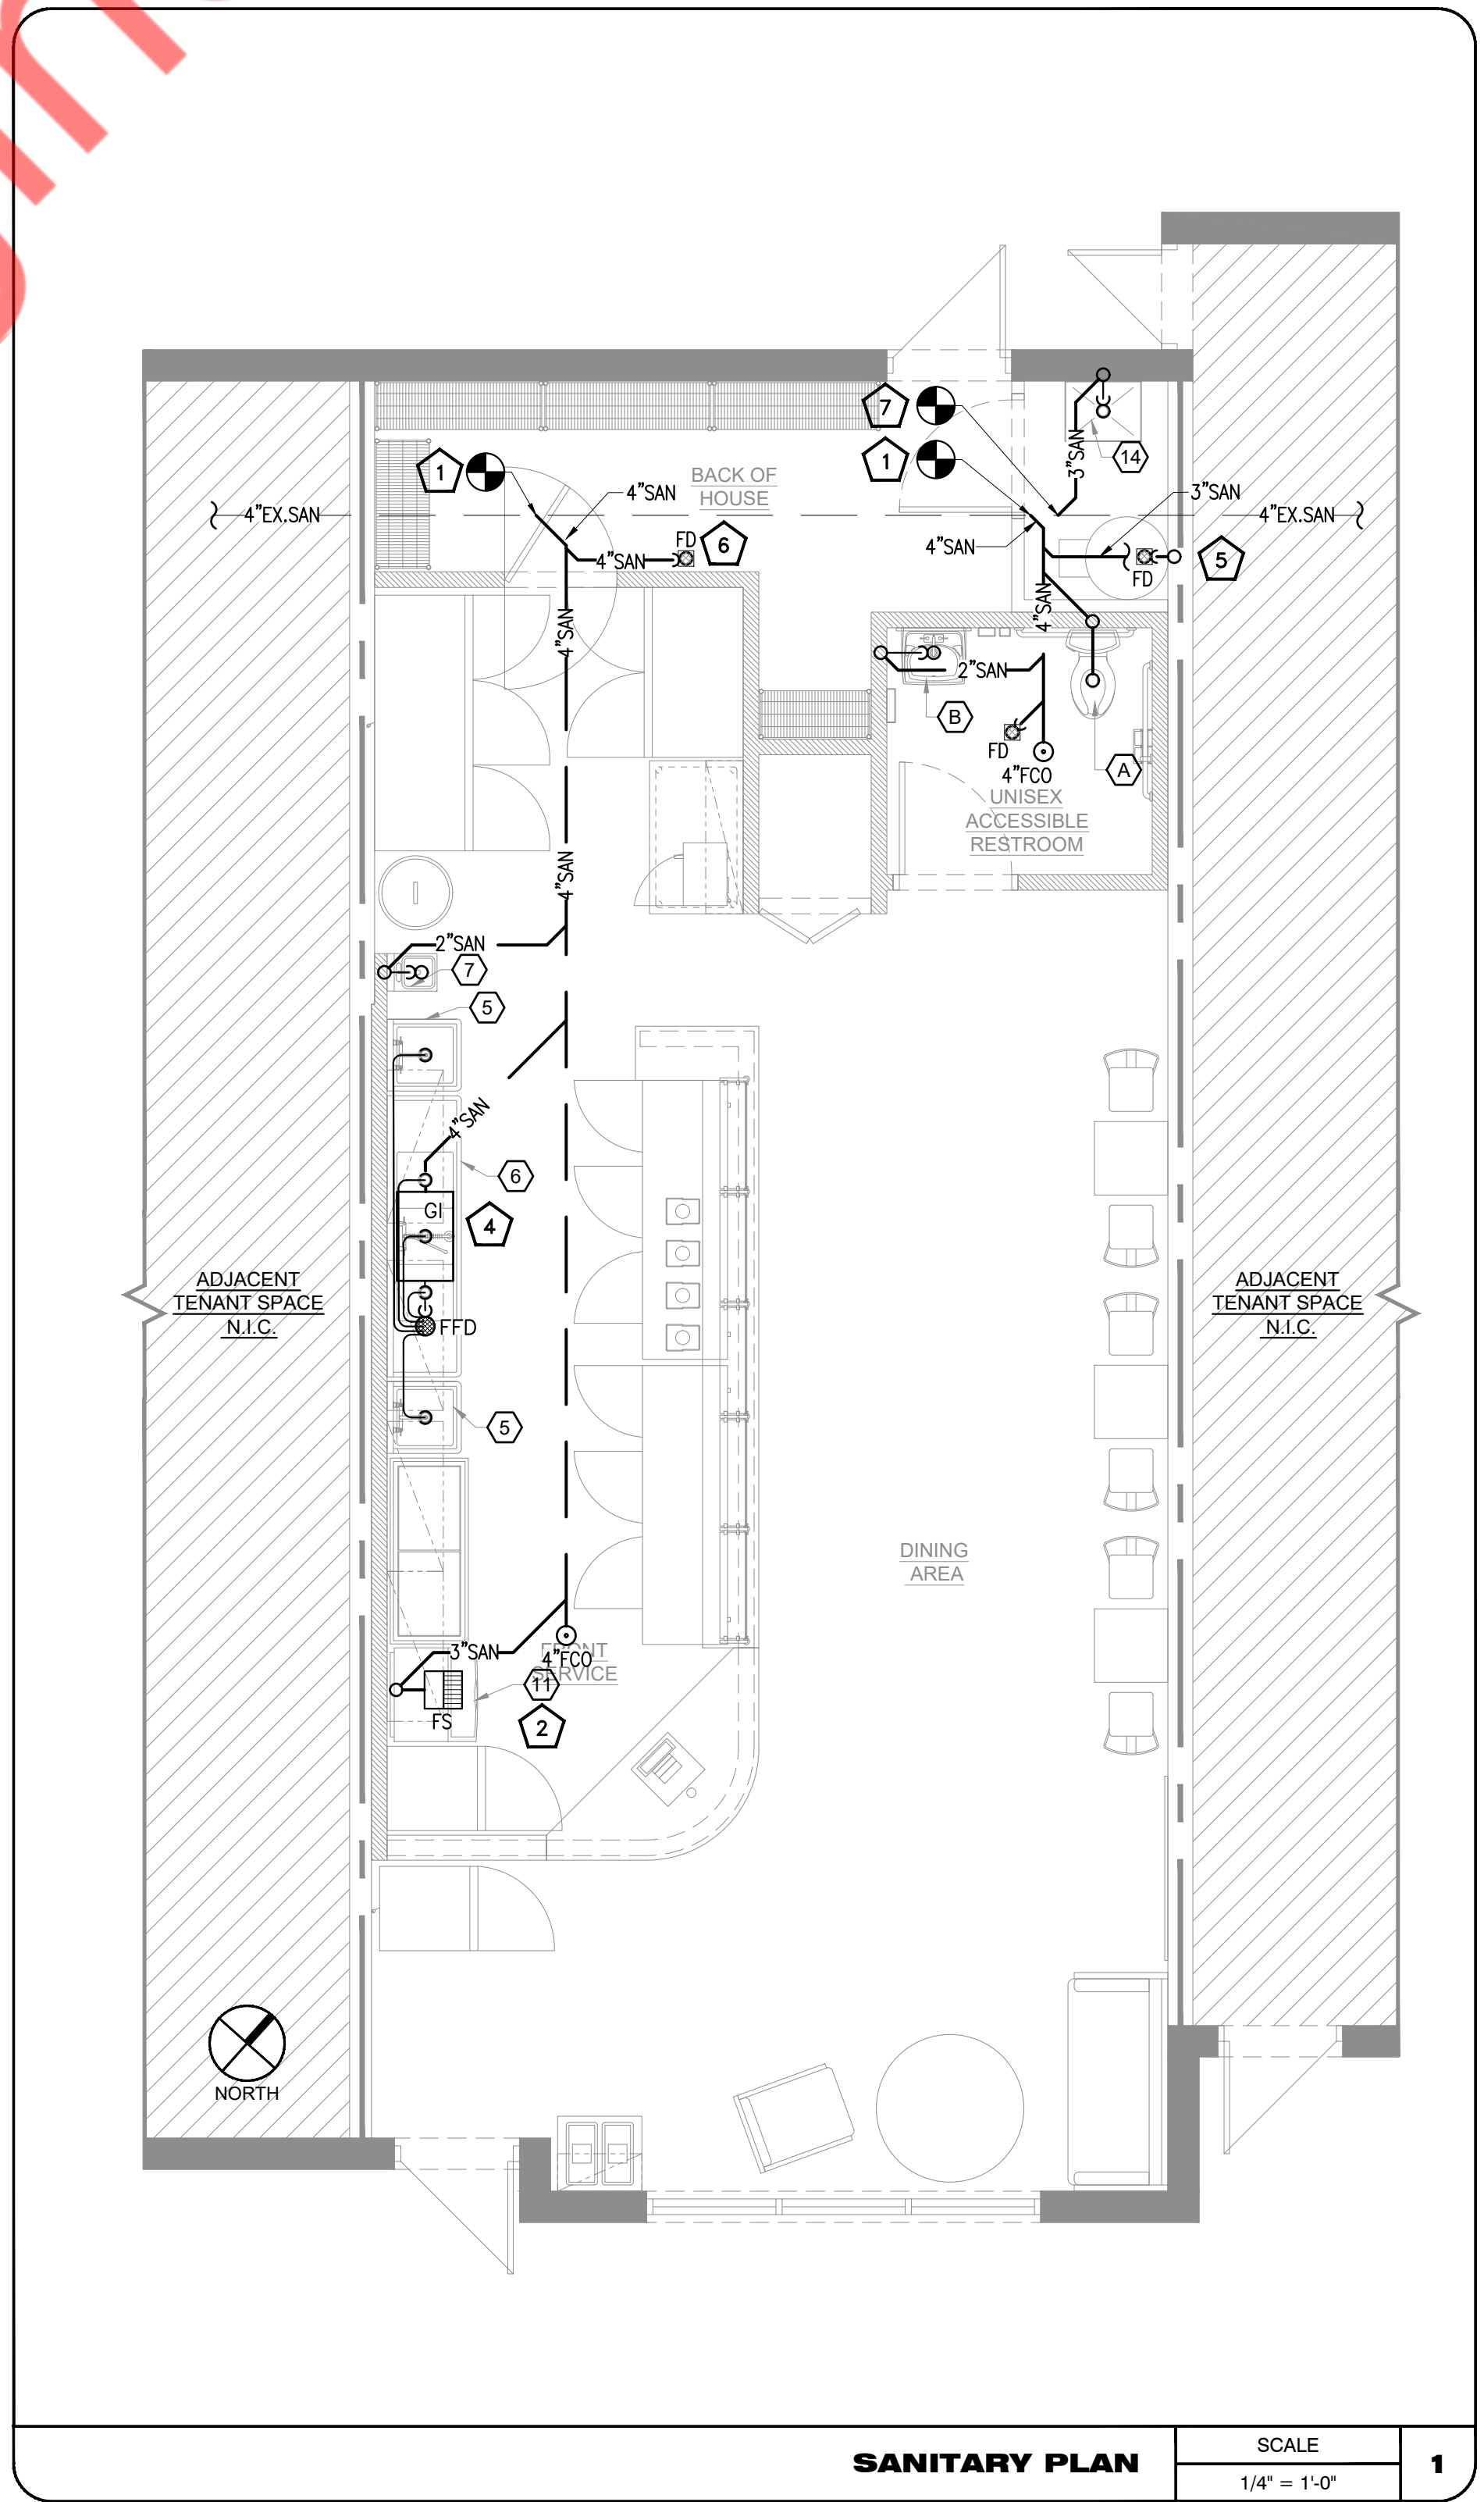 7
14
1
BACK OF
HOUSE
1
4"SAN
3"SAN
3"SAN
4"EX.SAN
4"EX.SAN
FD
6
4"SAN
4"SAN
FD
5
4"SAN
4"SAN
2"SAN
B
FD
4"FCO
A
UNISEX
ACCESSIBLE
RESTROOM
4"SAN
2"SAN
7
5
4"SAN
6
GI
4
ADJACENT
TENANT SPACE
N.I.C.
ADJACENT
TENANT SPACE
N.I.C.
FFD
5
DINING
AREA
3"SAN
FRONT
SERVICE
4"FCO
11
FS
2
NORTH
SANITARY PLAN
SCALE
1/4" = 1'-0"
1